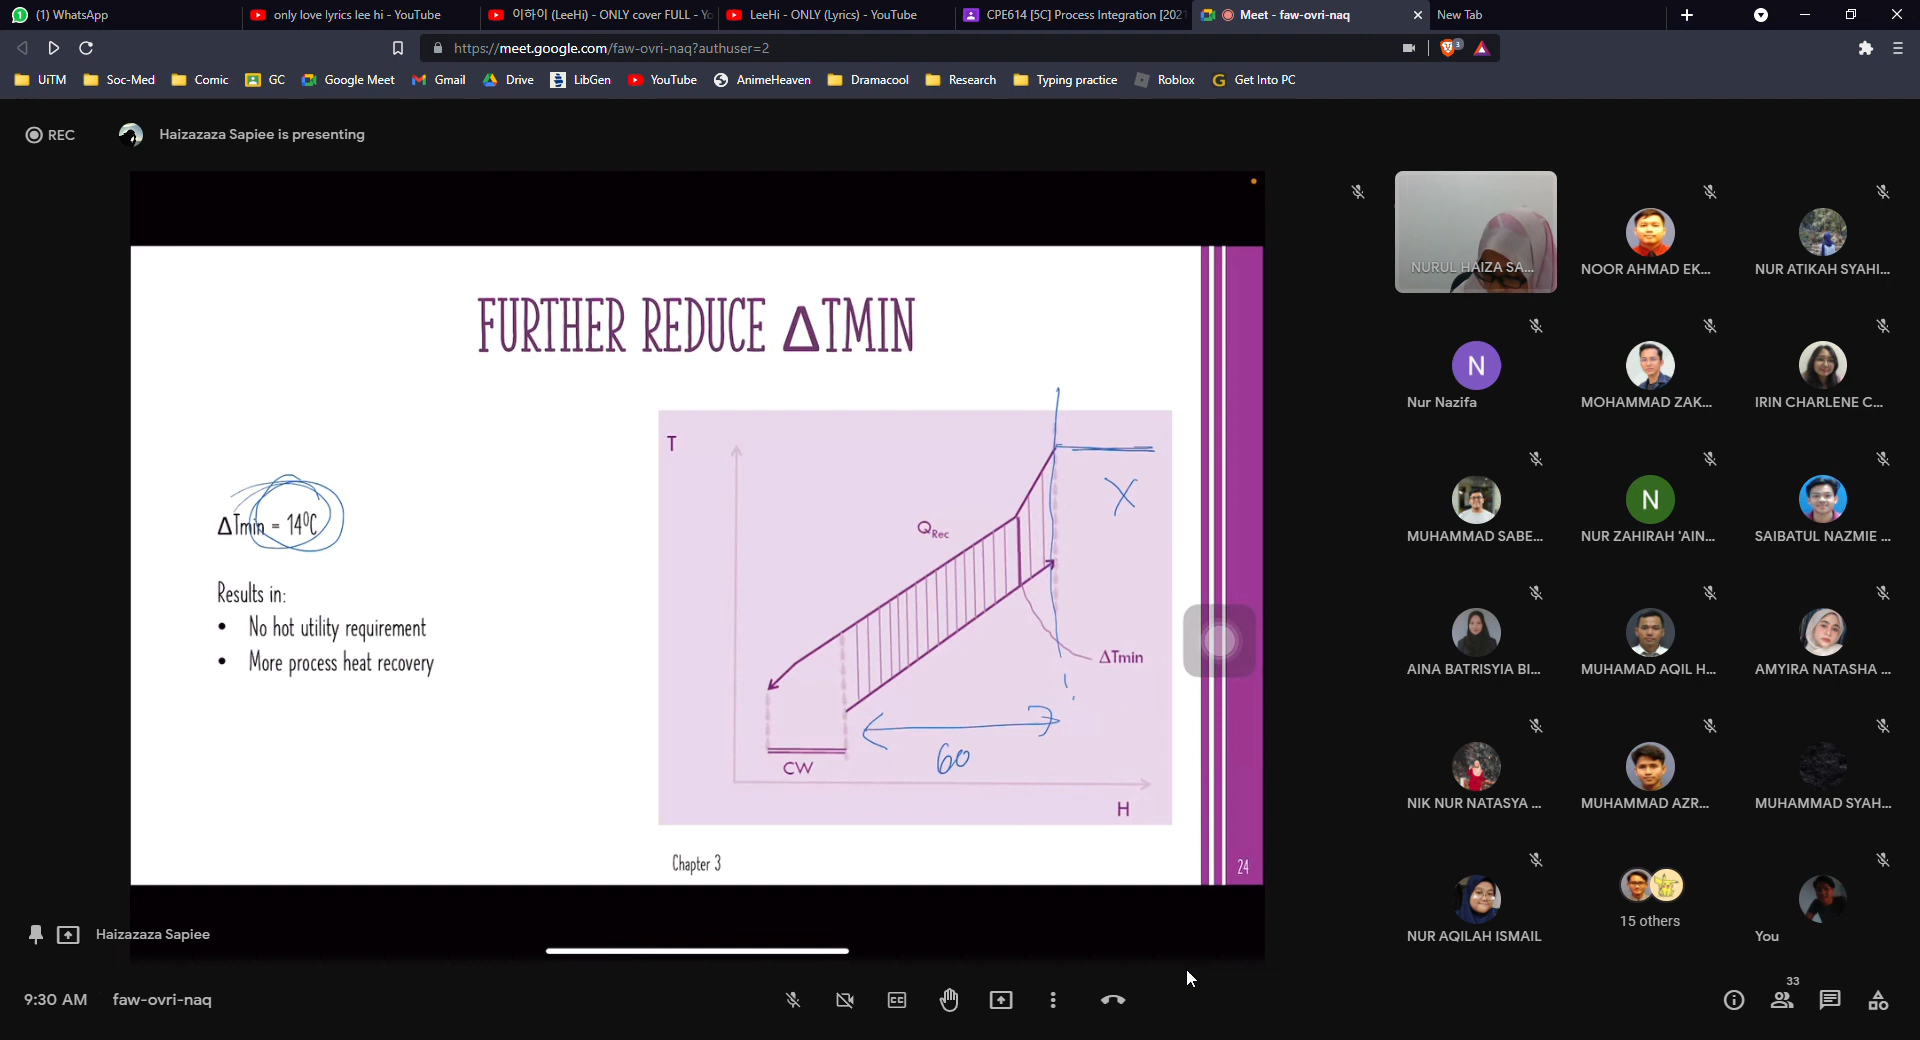 (1) WhatsApp
only love lyrics lee hi - YouTube
이하이 (LeeHi) - ONLY cover FULL - Yo
LeeHi - ONLY (Lyrics) - YouTube
CPE614 [5C] Process Integration [2021
Meet - faw-ovri-naq
New Tab
https://meet.google.com/faw-ovri-naq?authuser=2
UiTM
Soc-Med
Comic
GC
Google Meet
Gmail
Drive
LibGen
YouTube
AnimeHeaven
Dramacool
Research
Typing practice
Roblox
Get Into PC
REC
Haizazaza Sapiee is presenting
FURTHER REDUCE ΔTMIN
ΔTmin = 14⁰C
Results in:
• No hot utility requirement
• More process heat recovery
T
QRec
X
ΔTmin
60
CW
H
Chapter 3
24
NURUL HAIZA SA...
NOOR AHMAD EK...
NUR ATIKAH SYAHI...
N
Nur Nazifa
MOHAMMAD ZAK...
IRIN CHARLENE C...
MUHAMMAD SABE...
N
NUR ZAHIRAH 'AIN...
SAIBATUL NAZMIE ...
AINA BATRISYIA BI...
MUHAMAD AQIL H...
AMYIRA NATASHA ...
NIK NUR NATASYA ...
MUHAMMAD AZR...
MUHAMMAD SYAH...
NUR AQILAH ISMAIL
15 others
You
Haizazaza Sapiee
9:30 AM
faw-ovri-naq
33